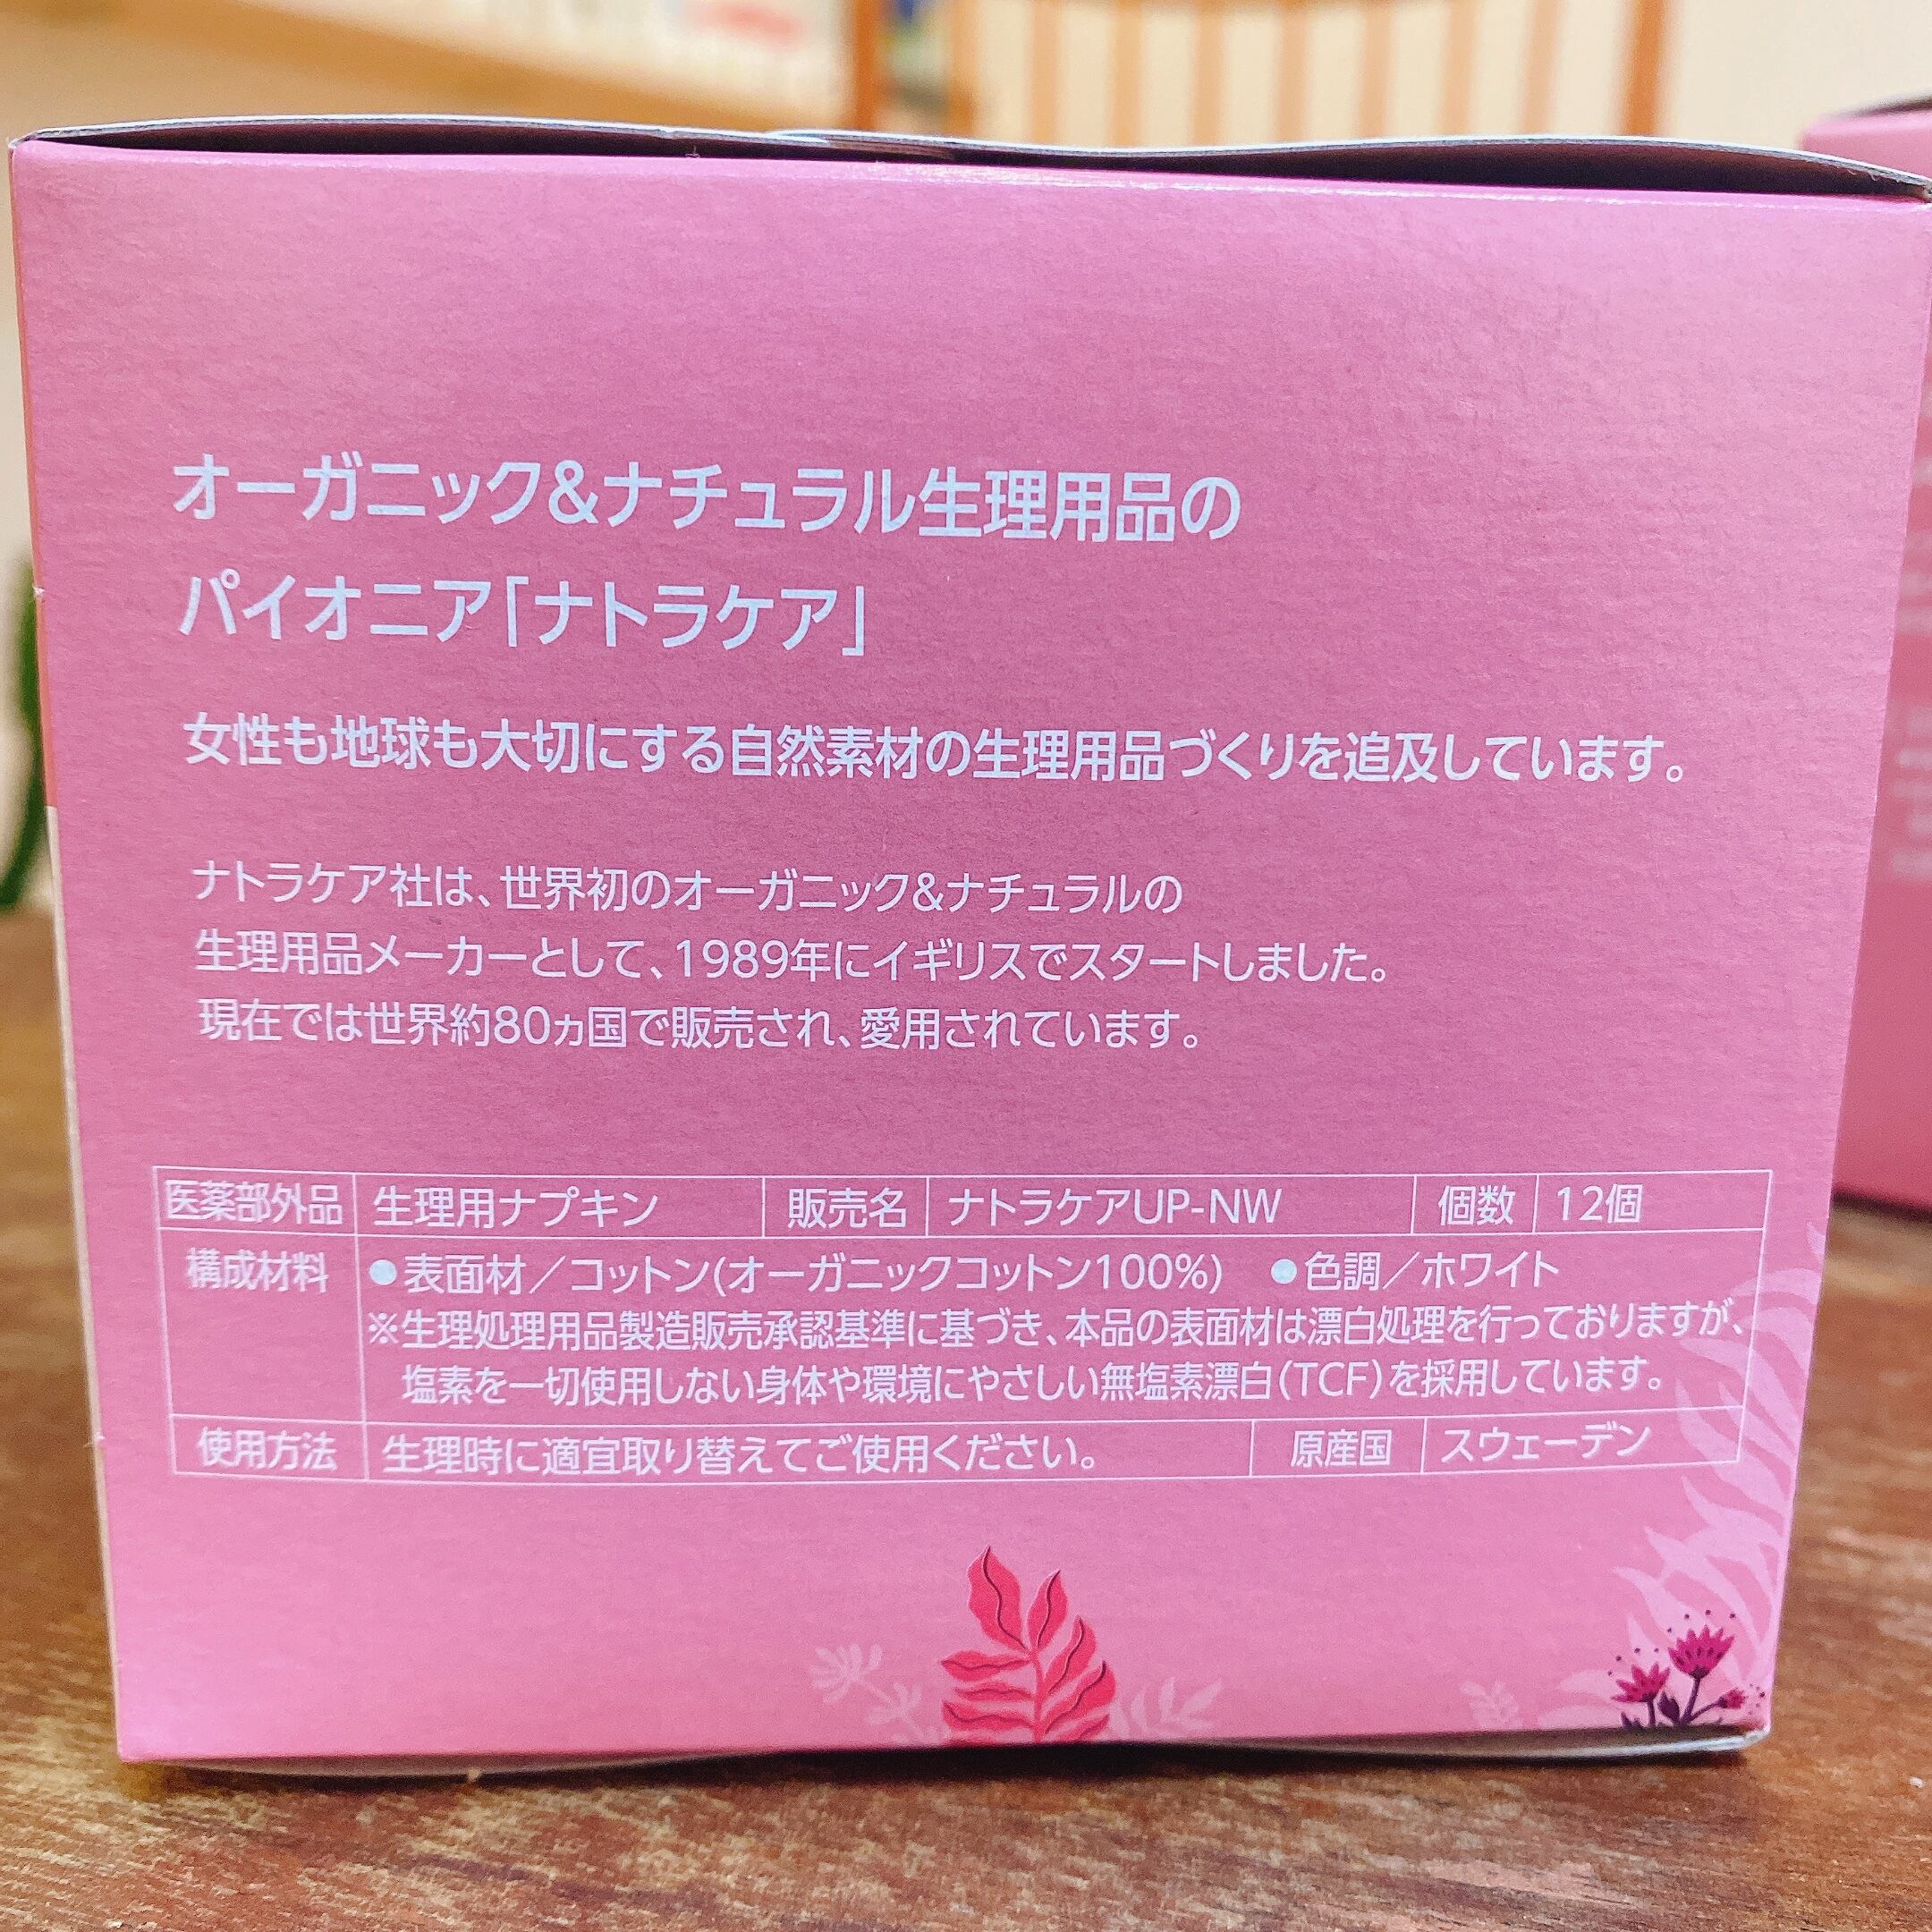 オーガニック&ナチュラル生理用品の
パイオニア「ナトラケア」
女性も地球も大切にする自然素材の生理用品づくりを追及しています。
ナトラケア社は、世界初のオーガニック&ナチュラルの
生理用品メーカーとして、1989年にイギリスでスタートしました。
現在では世界約80ヵ国で販売され、愛用されています。
医薬部外品 生理用ナプキン 販売名 ナトラケアUP-NW 個数 12個
構成材料 ●表面材／コットン(オーガニックコットン100%) ●色調／ホワイト
※生理処理用品製造販売承認基準に基づき、本品の表面材は漂白処理を行っておりますが、
塩素を一切使用しない身体や環境にやさしい無塩素漂白(TCF)を採用しています。
使用方法 生理時に適宜取り替えてご使用ください。 原産国 スウェーデン